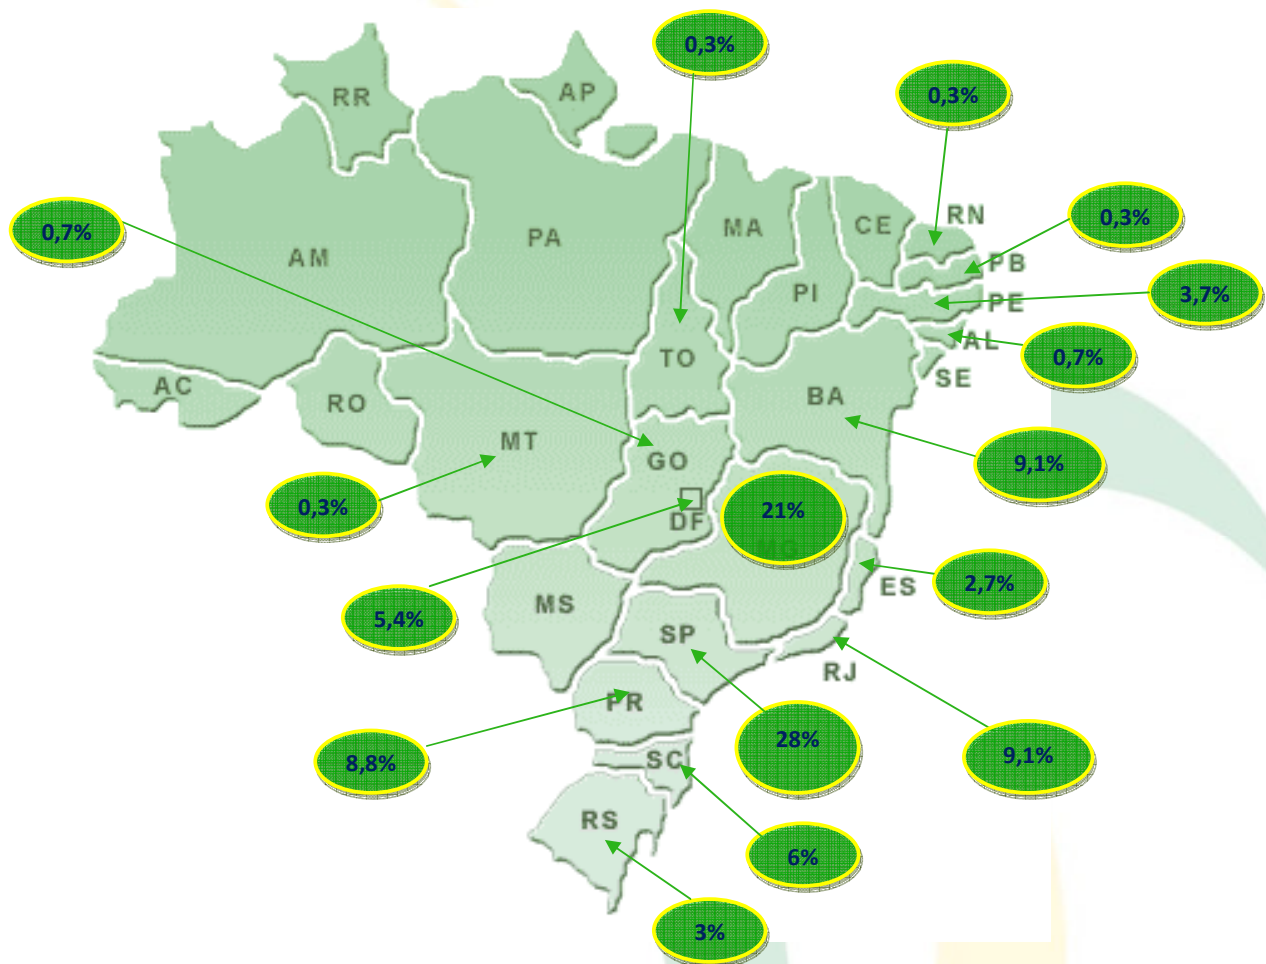 0,3%
RR
AP
0,3%
RN
0,3%
0,7%
MA
CE
PA
AM
PB
PI
PE
3,7%
AL
0,7%
TO
SE
AC
RO
BA
MT
GO
9,1%
0,3%
21%
DF
MG
ES
2,7%
MS
5,4%
SP
RJ
PR
28%
9,1%
8,8%
SC
RS
6%
3%